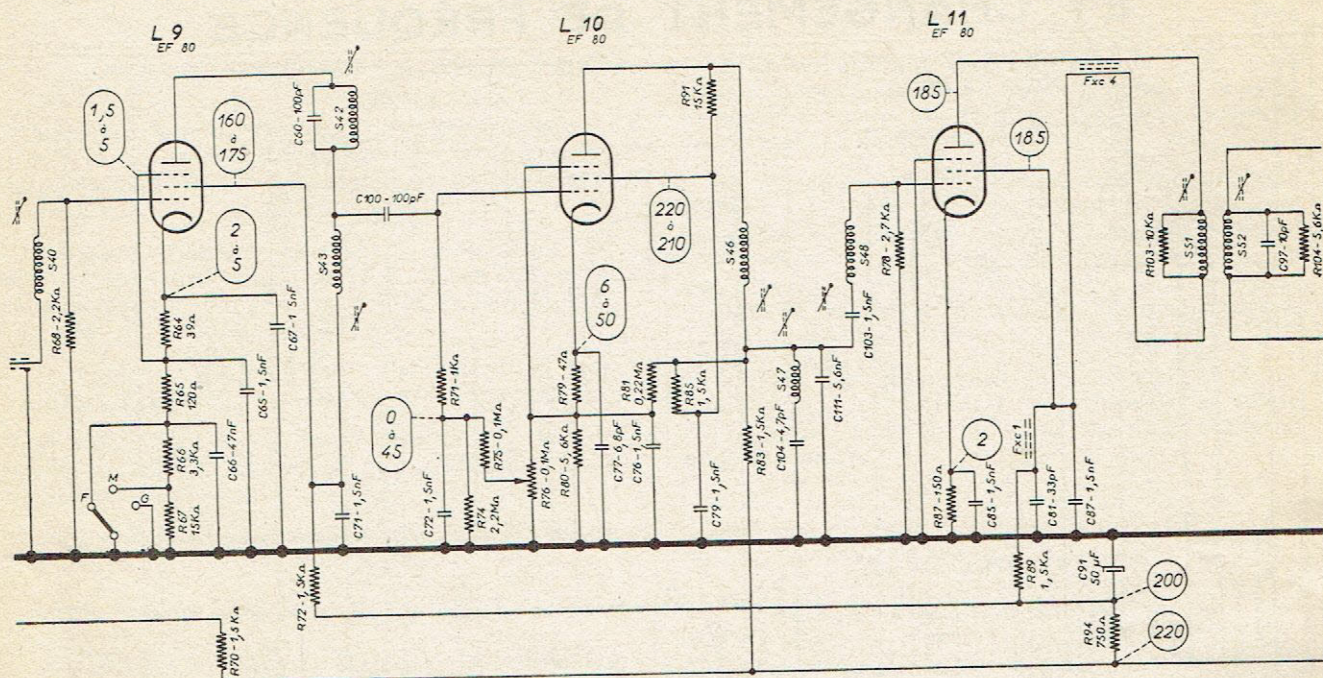 L 9
EF 80
L 10
EF 80
L 11
EF 80
1,5
à
5
160
à
175
2
à
5
C60-100pF
S42
C100-100pF
S43
S40
R68-2,2KΩ
R64
39Ω
R65
120Ω
R66
3,3KΩ
R67
15KΩ
C65-1,5nF
C66-47nF
C67-1 5nF
F
M
G
C71-1,5nF
R72-1,5KΩ
R70-1,5KΩ
0
à
45
R71-1KΩ
C72-1,5nF
R74
2,2MΩ
R75-0,1MΩ
R76-0,1MΩ
6
à
50
R79-47Ω
R80-5,6KΩ
C77-6,8pF
C76-1,5nF
R81
0,22MΩ
R85
1,5KΩ
C79-1,5nF
220
à
210
R91
15KΩ
S46
R83-1,5KΩ
S47
C104-4,7pF
C111-5,6nF
C103-1,5nF
S48
R78-2,7KΩ
185
185
Fxc 4
2
R87-150Ω
C85-1,5nF
Fxc1
C81-33pF
C87-1,5nF
R89
1,5KΩ
C91
50µF
200
R94
750Ω
220
R103-10KΩ
S51
S52
C97-10pF
R104-5,6KΩ